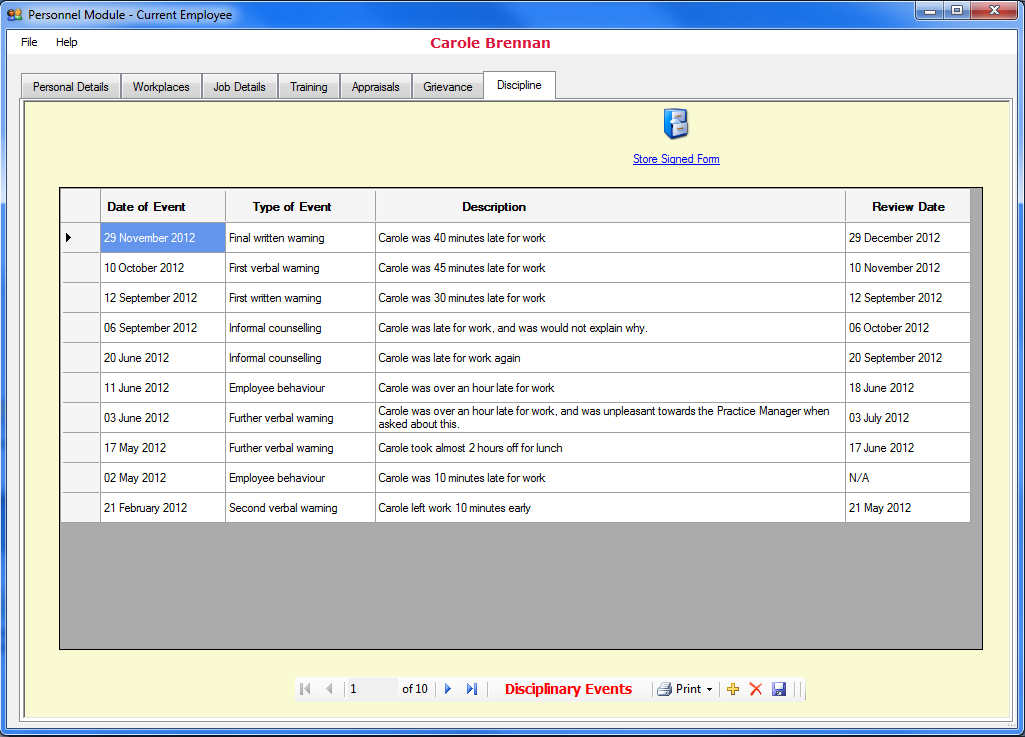 Personnel Module - Current Employee
File Help
Carole Brennan
Personal Details Workplaces Job Details Training Appraisals Grievance Discipline
Store Signed Form
Date of Event Type of Event Description Review Date
29 November 2012 Final written warning Carole was 40 minutes late for work 29 December 2012
10 October 2012 First verbal warning Carole was 45 minutes late for work 10 November 2012
12 September 2012 First written warning Carole was 30 minutes late for work 12 September 2012
06 September 2012 Informal counselling Carole was late for work, and was would not explain why. 06 October 2012
20 June 2012 Informal counselling Carole was late for work again 20 September 2012
11 June 2012 Employee behaviour Carole was over an hour late for work 18 June 2012
03 June 2012 Further verbal warning Carole was over an hour late for work, and was unpleasant towards the Practice Manager when
asked about this. 03 July 2012
17 May 2012 Further verbal warning Carole took almost 2 hours off for lunch 17 June 2012
02 May 2012 Employee behaviour Carole was 10 minutes late for work N/A
21 February 2012 Second verbal warning Carole left work 10 minutes early 21 May 2012
1 of 10 Disciplinary Events Print